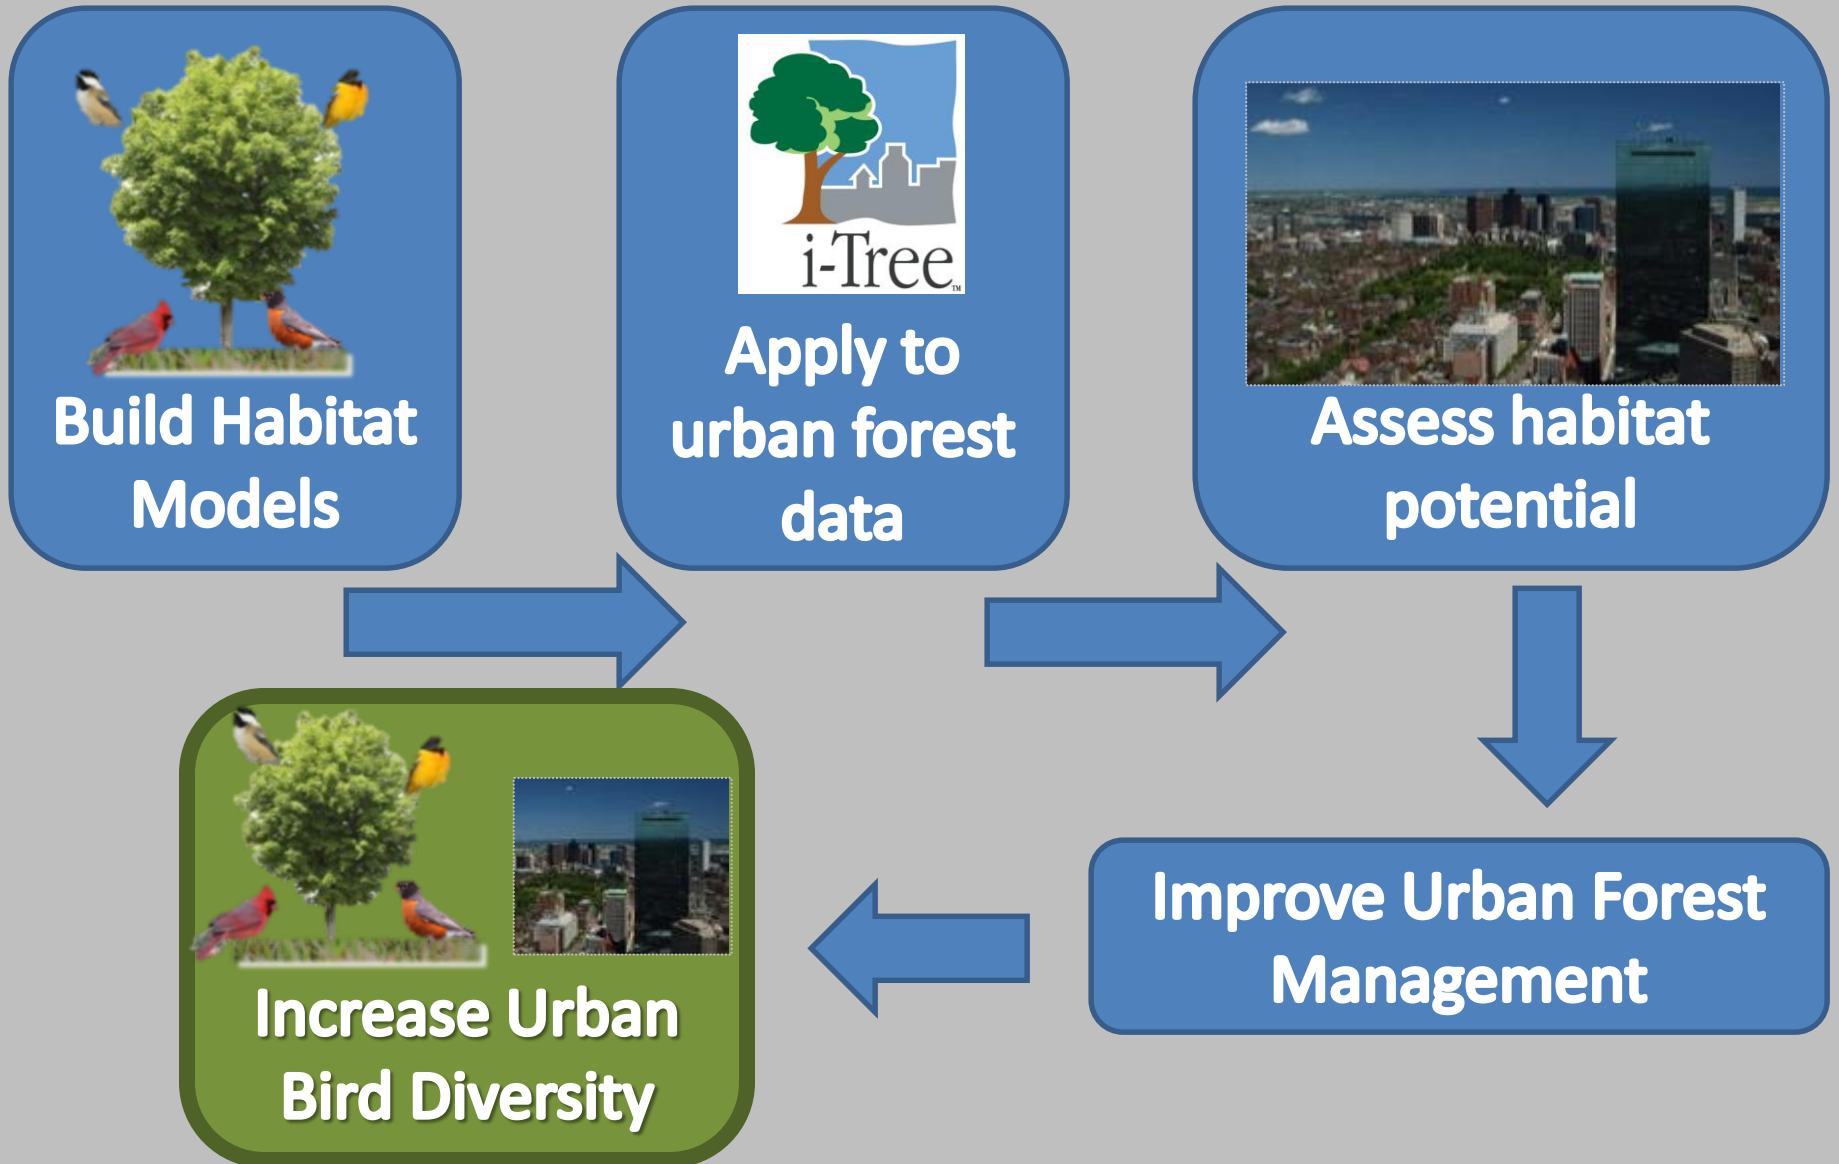 i-Tree™
Build Habitat
Models
Apply to
urban forest
data
Assess habitat
potential
Improve Urban Forest
Management
Increase Urban
Bird Diversity